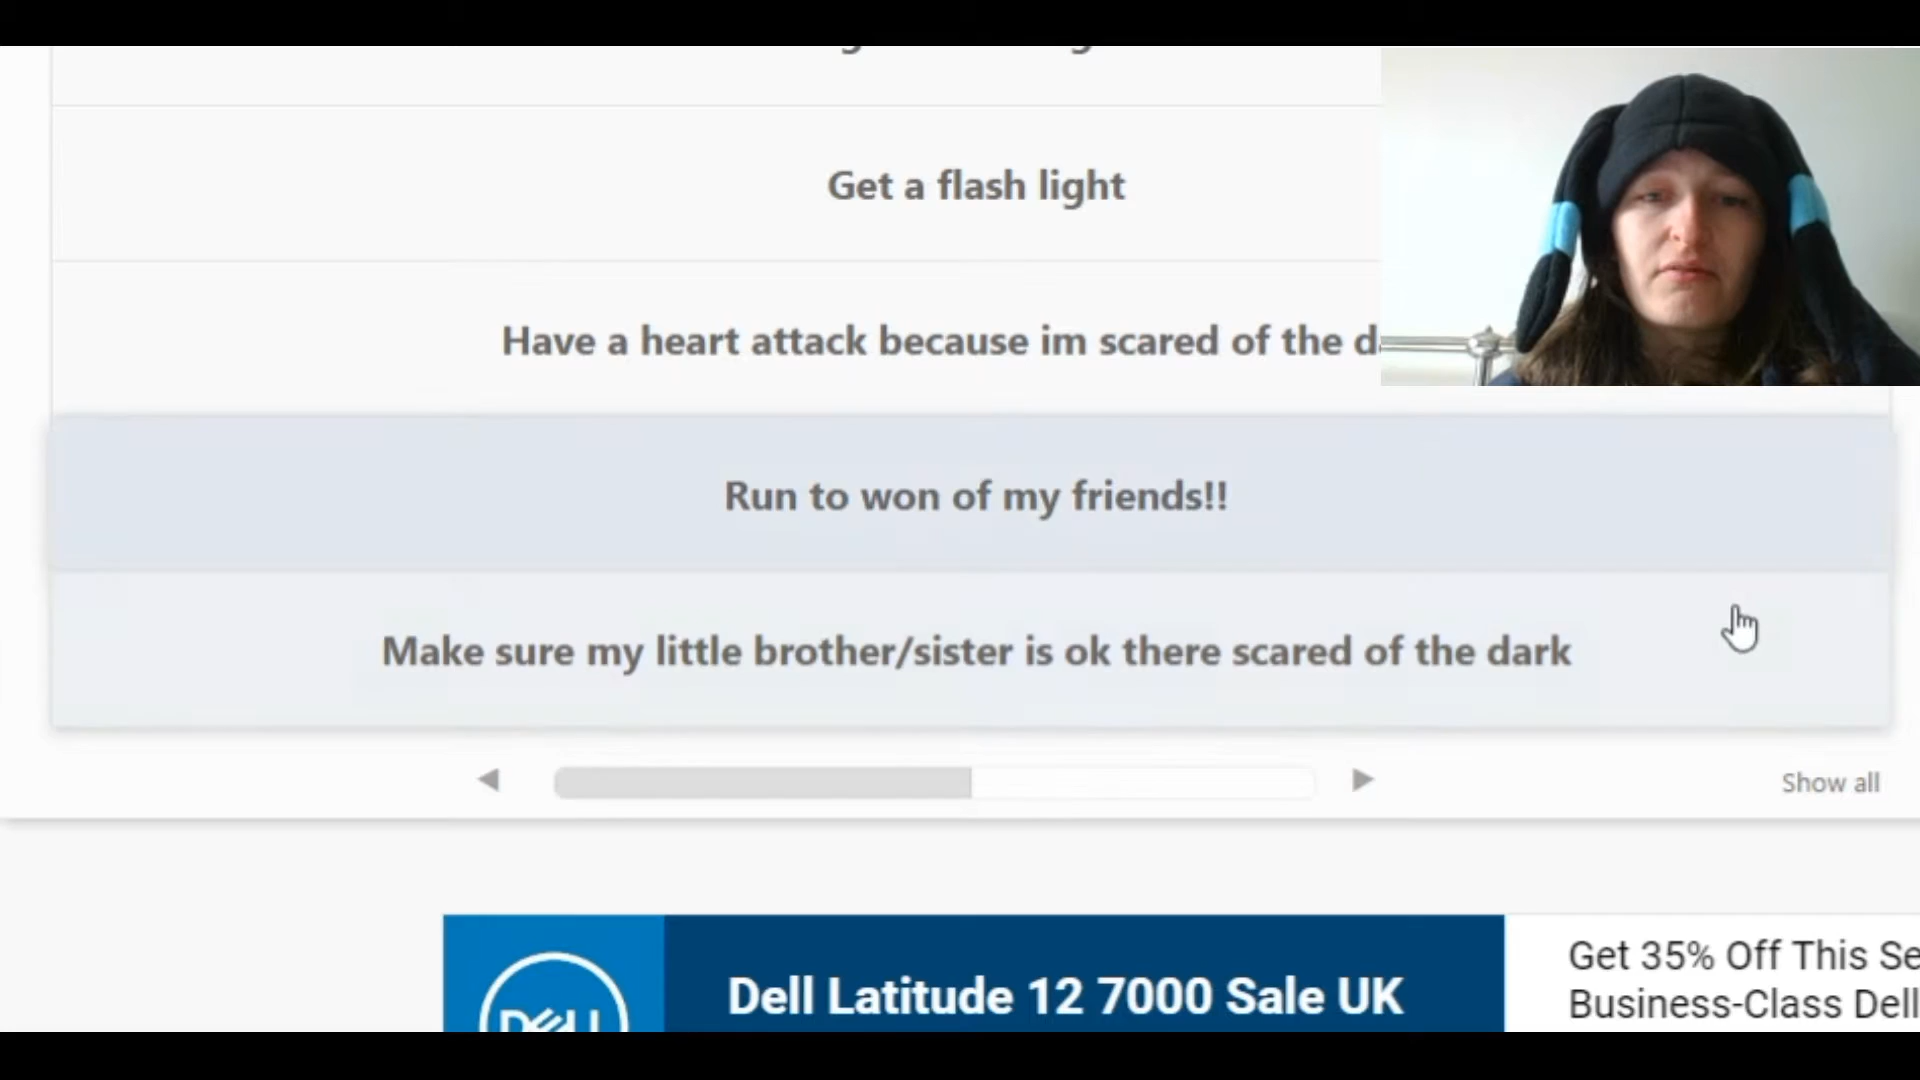 Get a flash light
Have a heart attack because im scared of the
Run to won of my friends!!
Make sure my little brother/sister is ok there scared of the dark
Show all
DELL
Dell Latitude 12 7000 Sale UK
Get 35% Off This
Business-Class Dell